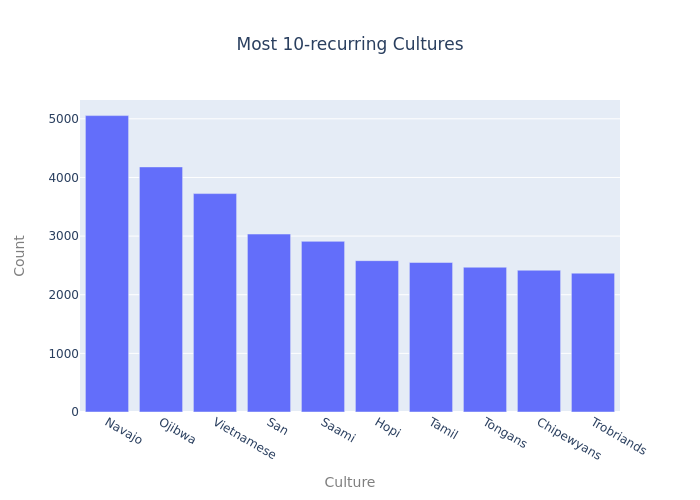 Most 10-recurring Cultures
5000
4000
3000
2000
1000
0
Count
Navajo
Ojibwa
Vietnamese
San
Saami
Hopi
Tamil
Tongans
Chipewyans
Trobriands
Culture